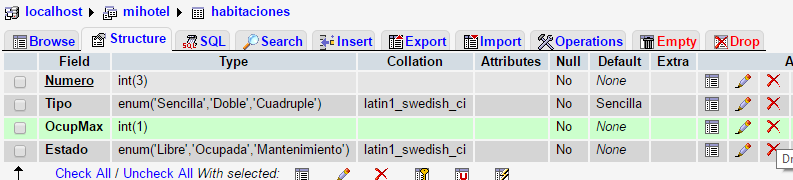 localhost ▸ mihotel ▸ habitaciones
Browse Structure SQL Search Insert Export Import Operations Empty Drop
Field Type Collation Attributes Null Default Extra A
Numero int(3) No None
Tipo enum('Sencilla','Doble','Cuadruple') latin1_swedish_ci No Sencilla
OcupMax int(1) No None
Estado enum('Libre','Ocupada','Mantenimiento') latin1_swedish_ci No None
Dr
Check All / Uncheck All With selected: